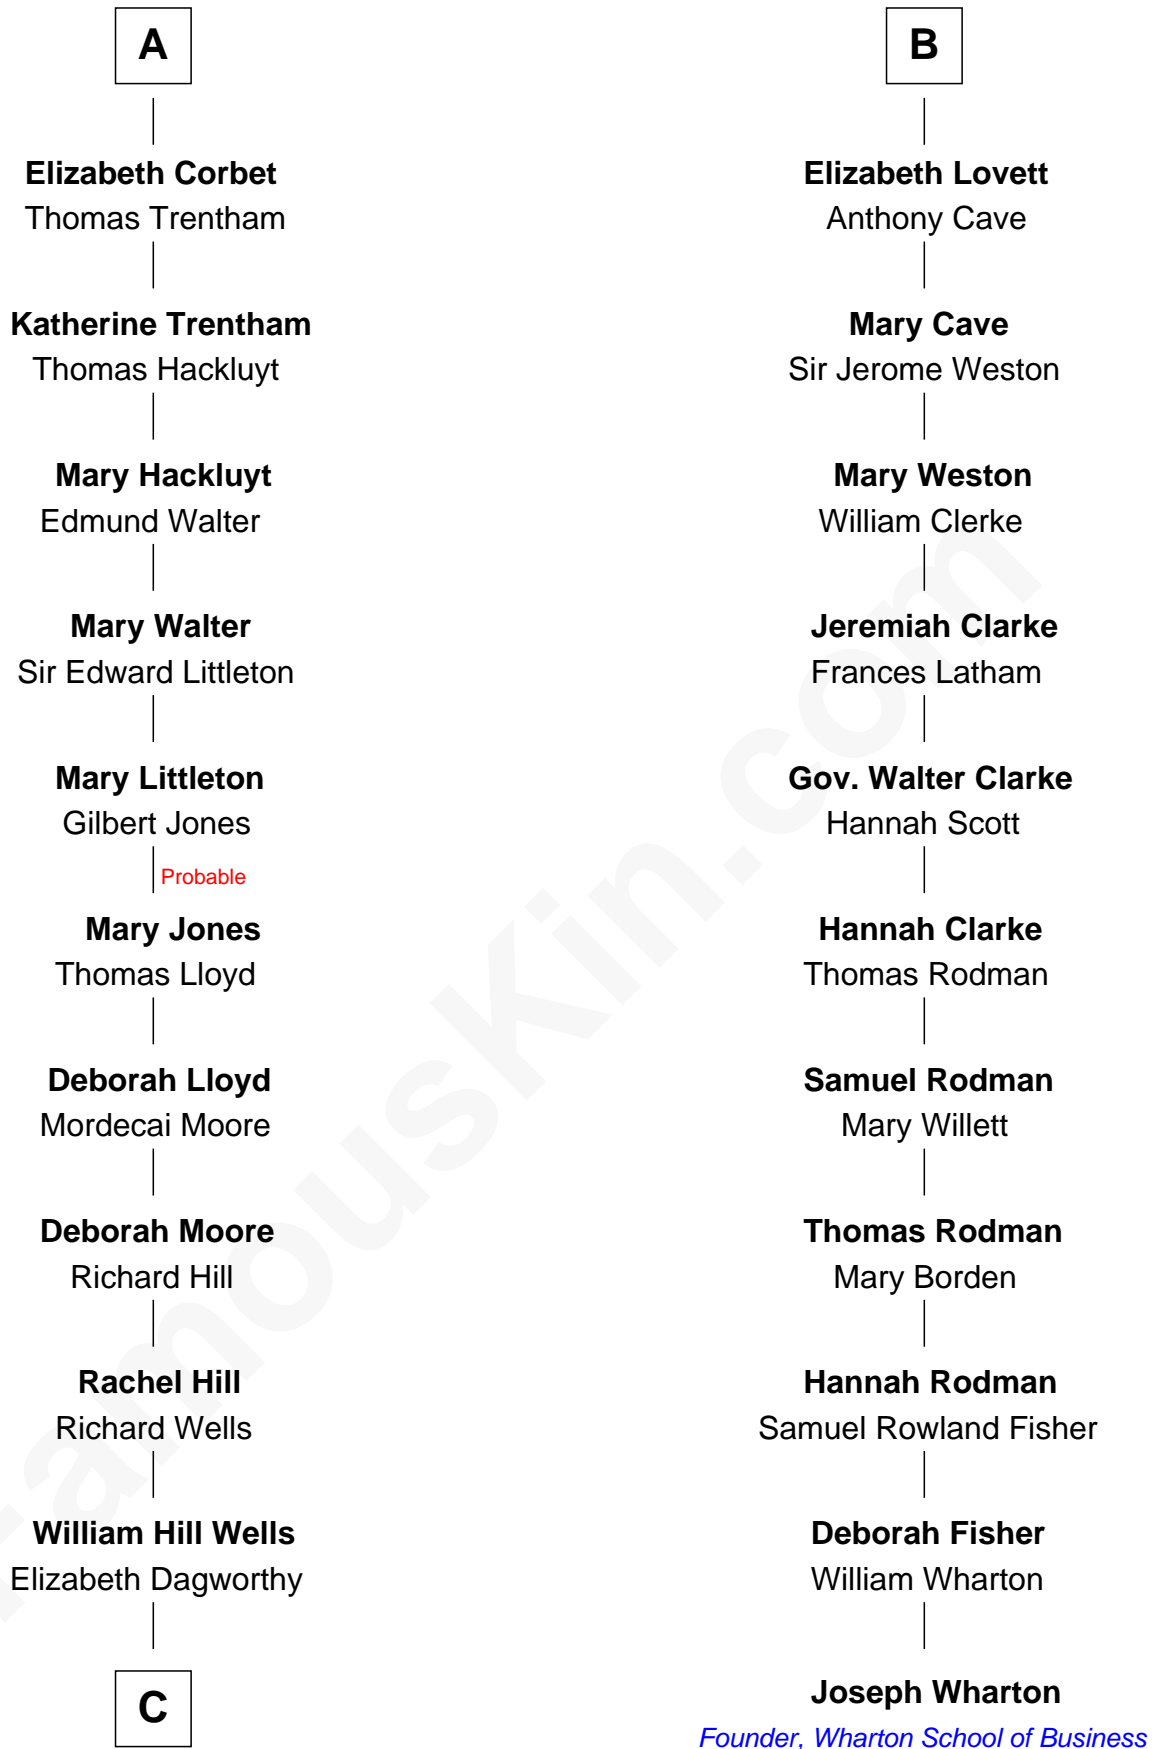 A
Elizabeth Corbet
Thomas Trentham
Katherine Trentham
Thomas Hackluyt
Mary Hackluyt
Edmund Walter
Mary Walter
Sir Edward Littleton
Mary Littleton
Gilbert Jones
Probable
Mary Jones
Thomas Lloyd
Deborah Lloyd
Mordecai Moore
Deborah Moore
Richard Hill
Rachel Hill
Richard Wells
William Hill Wells
Elizabeth Dagworthy
C
B
Elizabeth Lovett
Anthony Cave
Mary Cave
Sir Jerome Weston
Mary Weston
William Clerke
Jeremiah Clarke
Frances Latham
Gov. Walter Clarke
Hannah Scott
Hannah Clarke
Thomas Rodman
Samuel Rodman
Mary Willett
Thomas Rodman
Mary Borden
Hannah Rodman
Samuel Rowland Fisher
Deborah Fisher
William Wharton
Joseph Wharton
Founder, Wharton School of Business
FamousKin.com